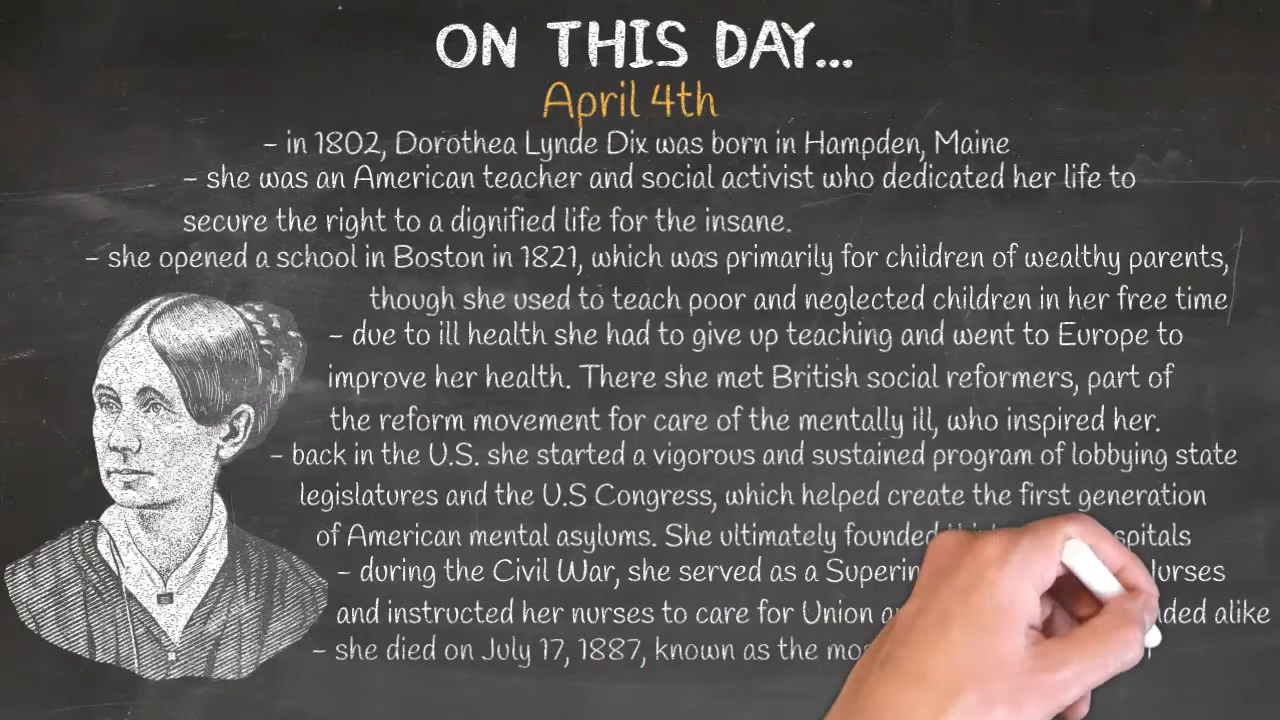 ON THIS DAY...
April 4th
- in 1802, Dorothea Lynde Dix was born in Hampden, Maine
- she was an American teacher and social activist who dedicated her life to
secure the right to a dignified life for the insane.
- she opened a school in Boston in 1821, which was primarily for children of wealthy parents,
though she used to teach poor and neglected children in her free time
- due to ill health she had to give up teaching and went to Europe to
improve her health. There she met British social reformers, part of
the reform movement for care of the mentally ill, who inspired her.
- back in the U.S. she started a vigorous and sustained program of lobbying state
legislatures and the U.S Congress, which helped create the first generation
of American mental asylums. She ultimately founded
- during the Civil War, she served as a
and instructed her nurses to care for Union alike
- she died on July 17, 1887, known as the